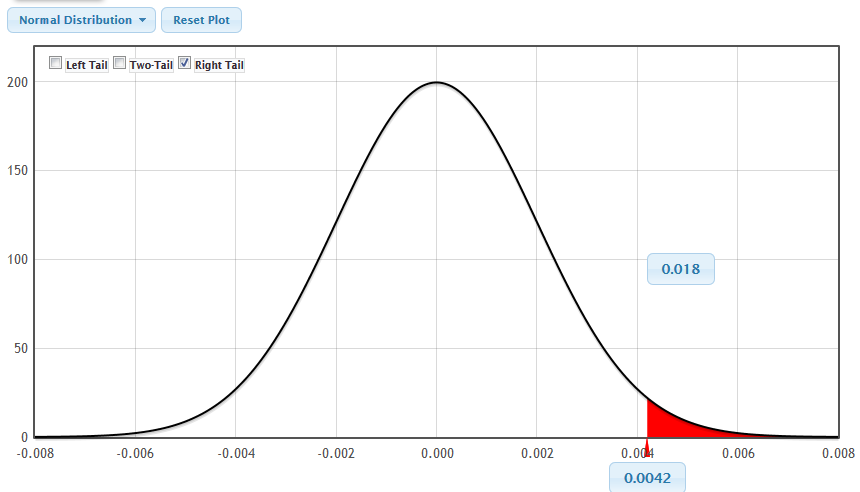 Normal Distribution Reset Plot
Left Tail Two-Tail Right Tail
200
150
100
0.018
50
0
-0.008 -0.006 -0.004 -0.002 0.000 0.002 0.004 0.006 0.008
0.0042